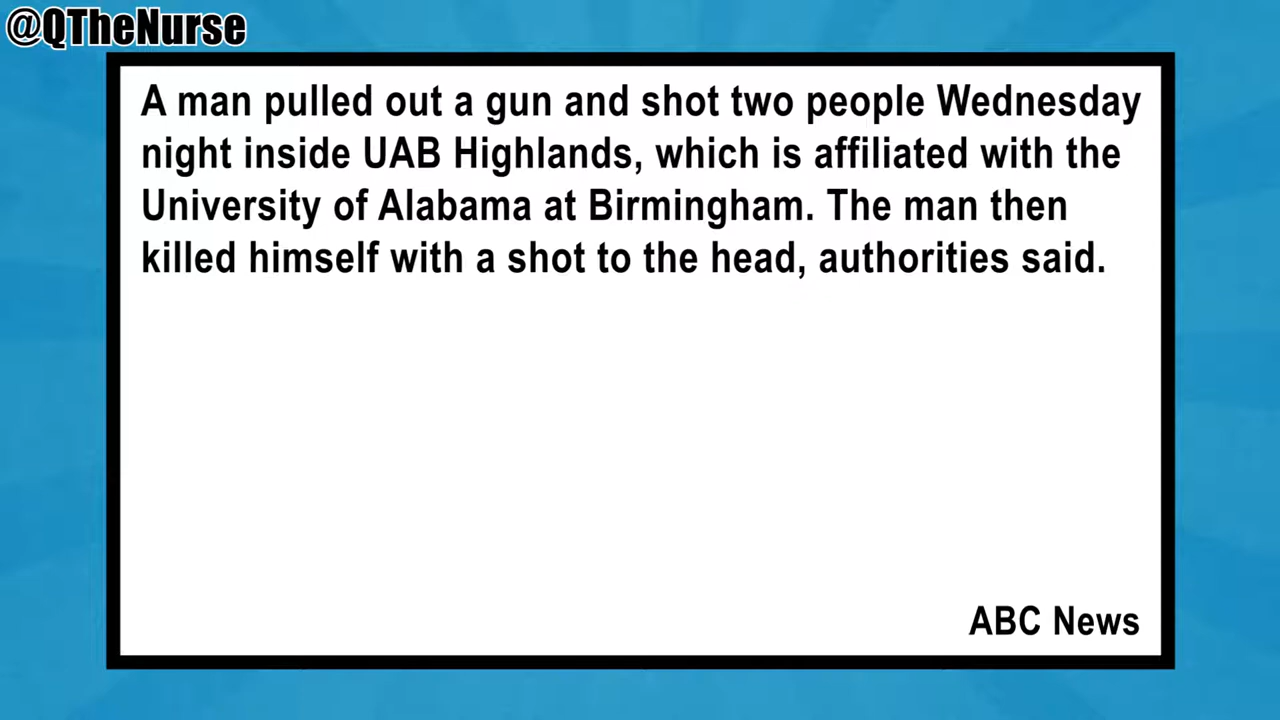 @QTheNurse
A man pulled out a gun and shot two people Wednesday
night inside UAB Highlands, which is affiliated with the
University of Alabama at Birmingham. The man then
killed himself with a shot to the head, authorities said.
ABC News